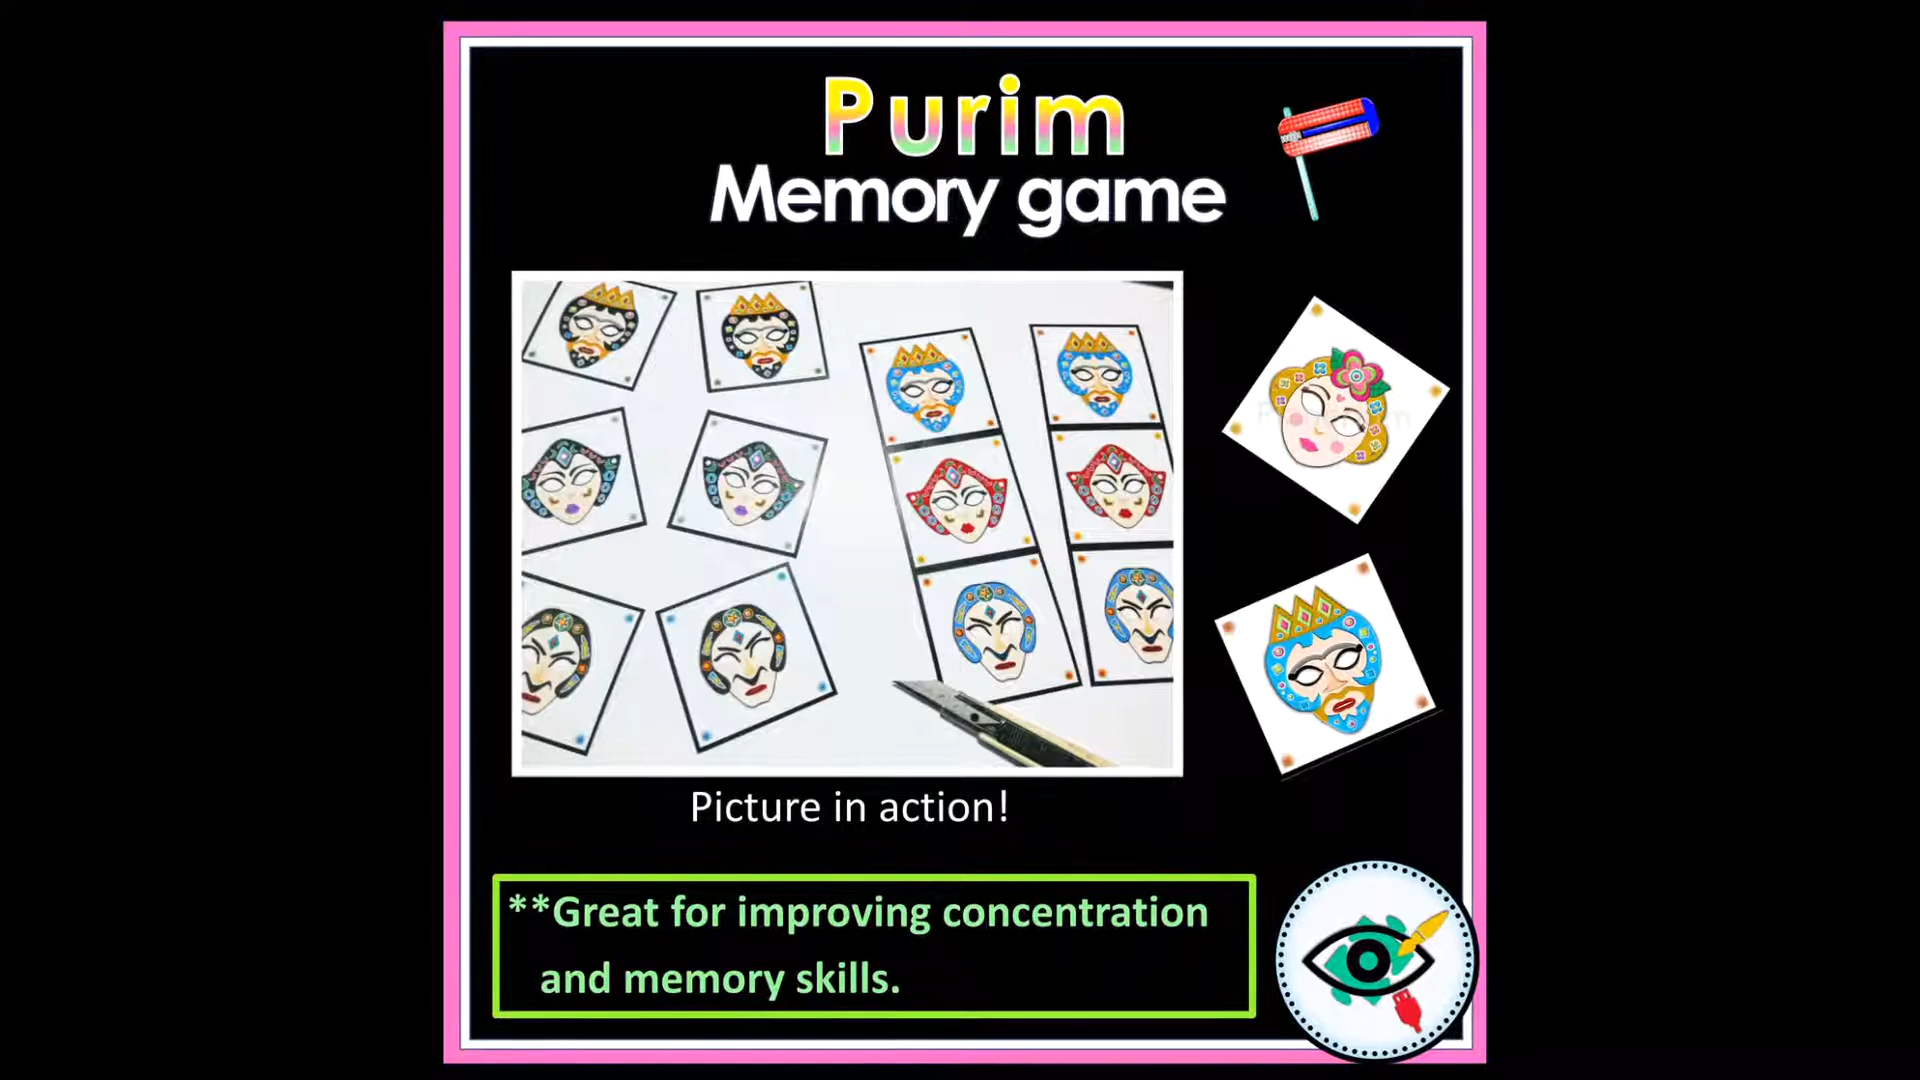 Purim
Memory game
Picture in action!
**Great for improving concentration
and memory skills.